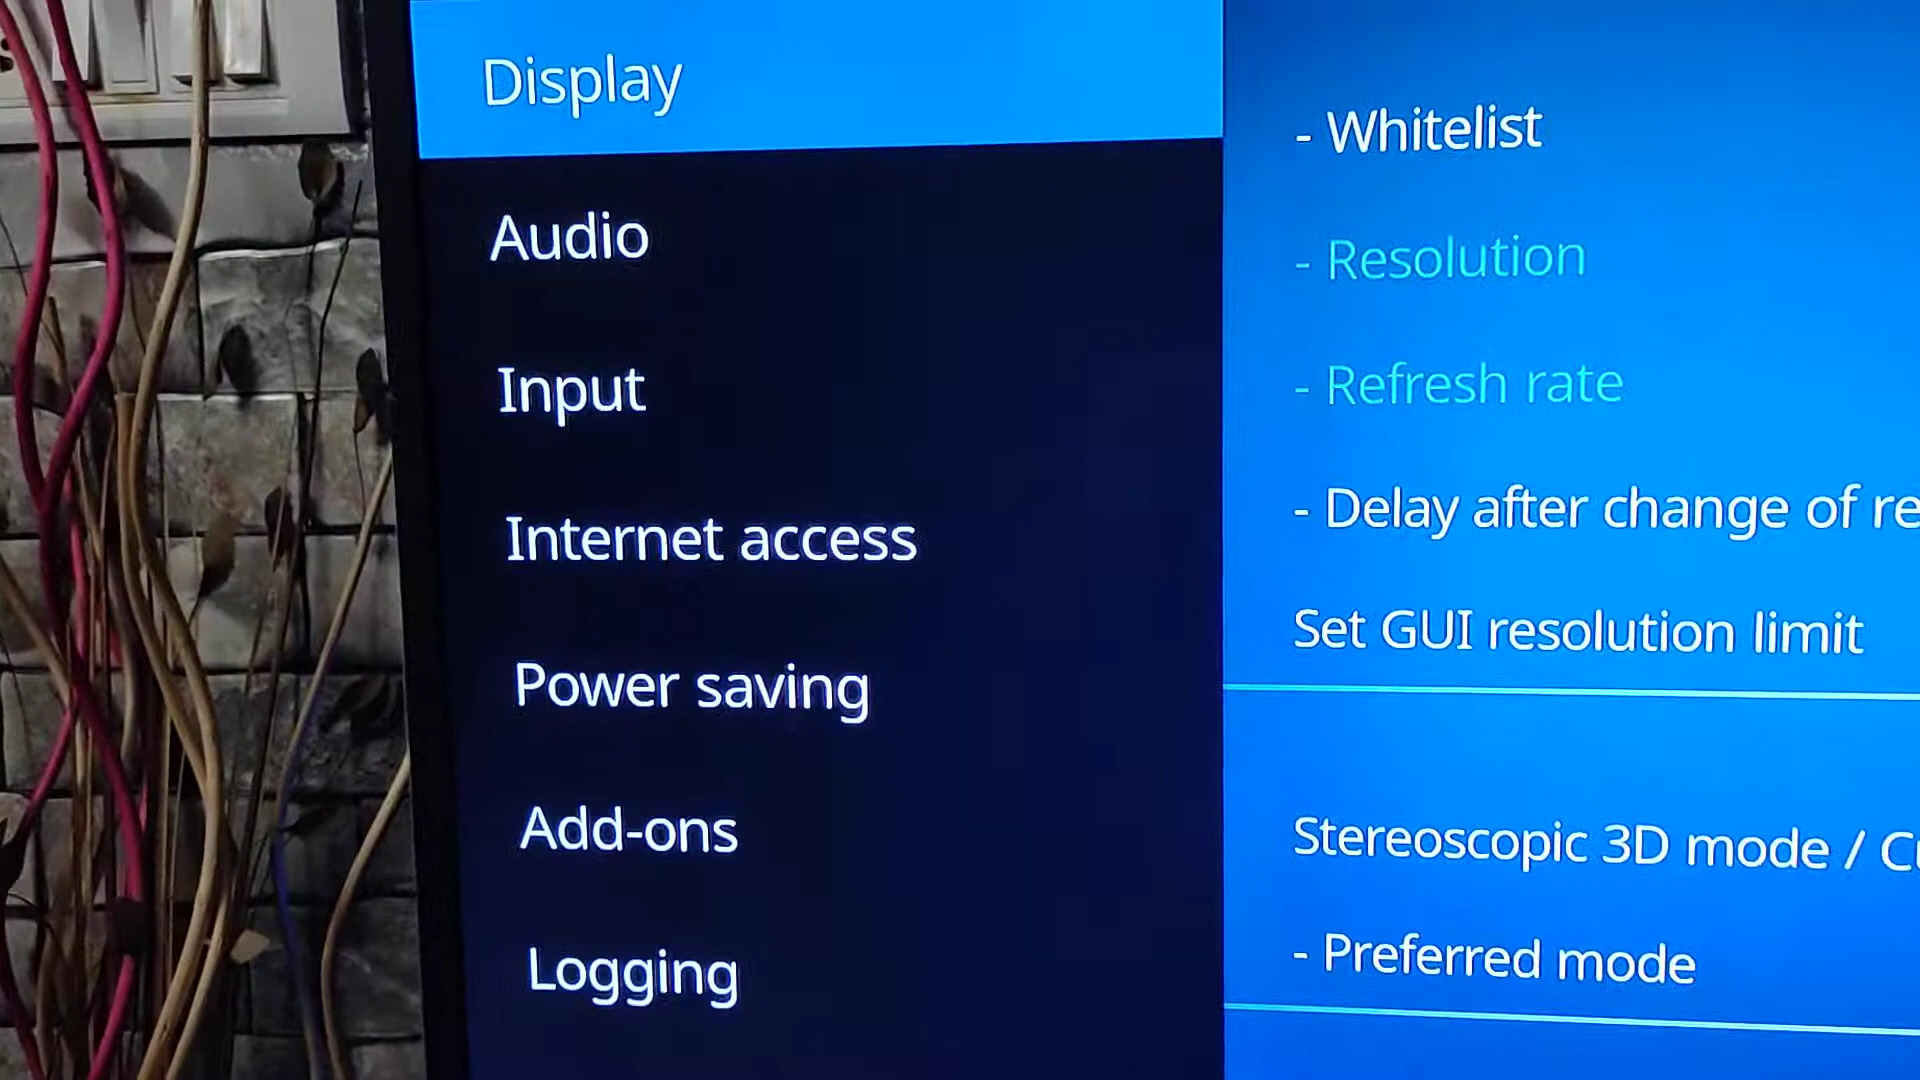 Display
Audio
Input
Internet access
Power saving
Add-ons
Logging
- Whitelist
- Resolution
- Refresh rate
- Delay after change of re
Set GUI resolution limit
Stereoscopic 3D mode /
- Preferred mode